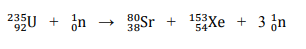 ²³⁵₉₂U + ¹₀n → ⁸⁰₃₈Sr + ¹⁵³₅₄Xe + 3 ¹₀n